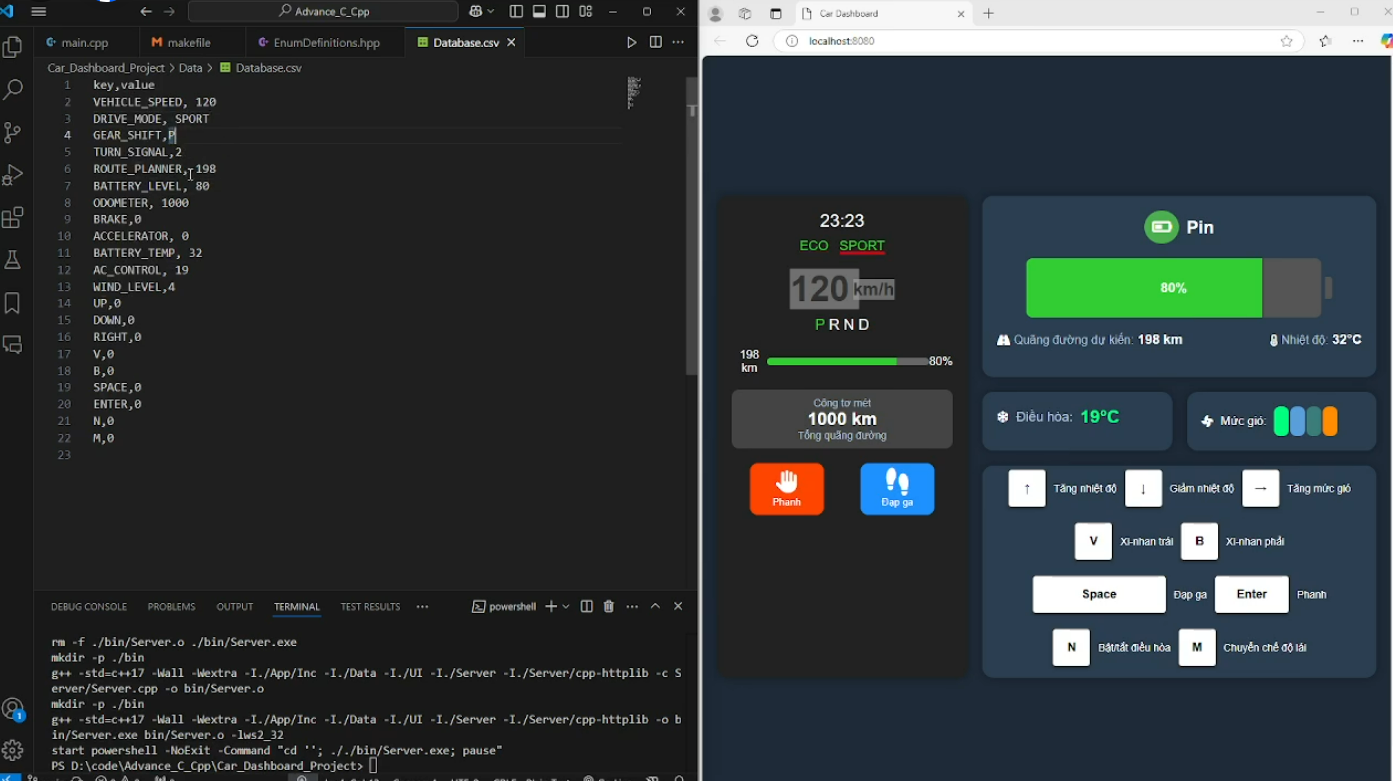 Advance_C_Cpp
main.cpp
makefile
EnumDefinitions.hpp
Database.csv
Car_Dashboard_Project > Data > Database.csv
1 key,value
2 VEHICLE_SPEED, 120
3 DRIVE_MODE, SPORT
4 GEAR_SHIFT,P
5 TURN_SIGNAL,2
6 ROUTE_PLANNER, 198
7 BATTERY_LEVEL, 80
8 ODOMETER, 1000
9 BRAKE,0
10 ACCELERATOR, 0
11 BATTERY_TEMP, 32
12 AC_CONTROL, 19
13 WIND_LEVEL,4
14 UP,0
15 DOWN,0
16 RIGHT,0
17 V,0
18 B,0
19 SPACE,0
20 ENTER,0
21 N,0
22 M,0
23
DEBUG CONSOLE PROBLEMS OUTPUT TERMINAL TEST RESULTS powershell
rm -f ./bin/Server.o ./bin/Server.exe
mkdir -p ./bin
g++ -std=c++17 -Wall -Wextra -I./App/Inc -I./Data -I./UI -I./Server -I./Server/cpp-httplib -c S
erver/Server.cpp -o bin/Server.o
mkdir -p ./bin
g++ -std=c++17 -Wall -Wextra -I./App/Inc -I./Data -I./UI -I./Server -I./Server/cpp-httplib -o b
in/Server.exe bin/Server.o -lws2_32
start powershell -NoExit -Command "cd ''; ././bin/Server.exe; pause"
PS D:\code\Advance_C_Cpp\Car_Dashboard_Project>
1
Car Dashboard
localhost:8080
23:23
ECO SPORT
120 km/h
P R N D
198 km
80%
Công tơ mét
1000 km
Tổng quãng đường
Phanh
Đạp ga
Pin
80%
Quãng đường dự kiến: 198 km
Nhiệt độ: 32°C
Điều hòa: 19°C
Mức gió:
↑ Tăng nhiệt độ ↓ Giảm nhiệt độ → Tăng mức gió
V Xi-nhan trái B Xi-nhan phải
Space Đạp ga Enter Phanh
N Bật/tắt điều hòa M Chuyển chế độ lái